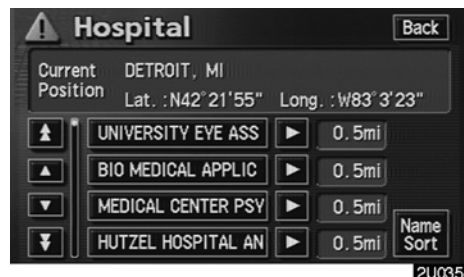 Hospital Back
Current DETROIT, MI
Position Lat. :N42°21'55" Long. :W83°3'23"
UNIVERSITY EYE ASS 0.5mi
BIO MEDICAL APPLIC 0.5mi
MEDICAL CENTER PSY 0.5mi
HUTZEL HOSPITAL AN 0.5mi
Name
Sort
2U035